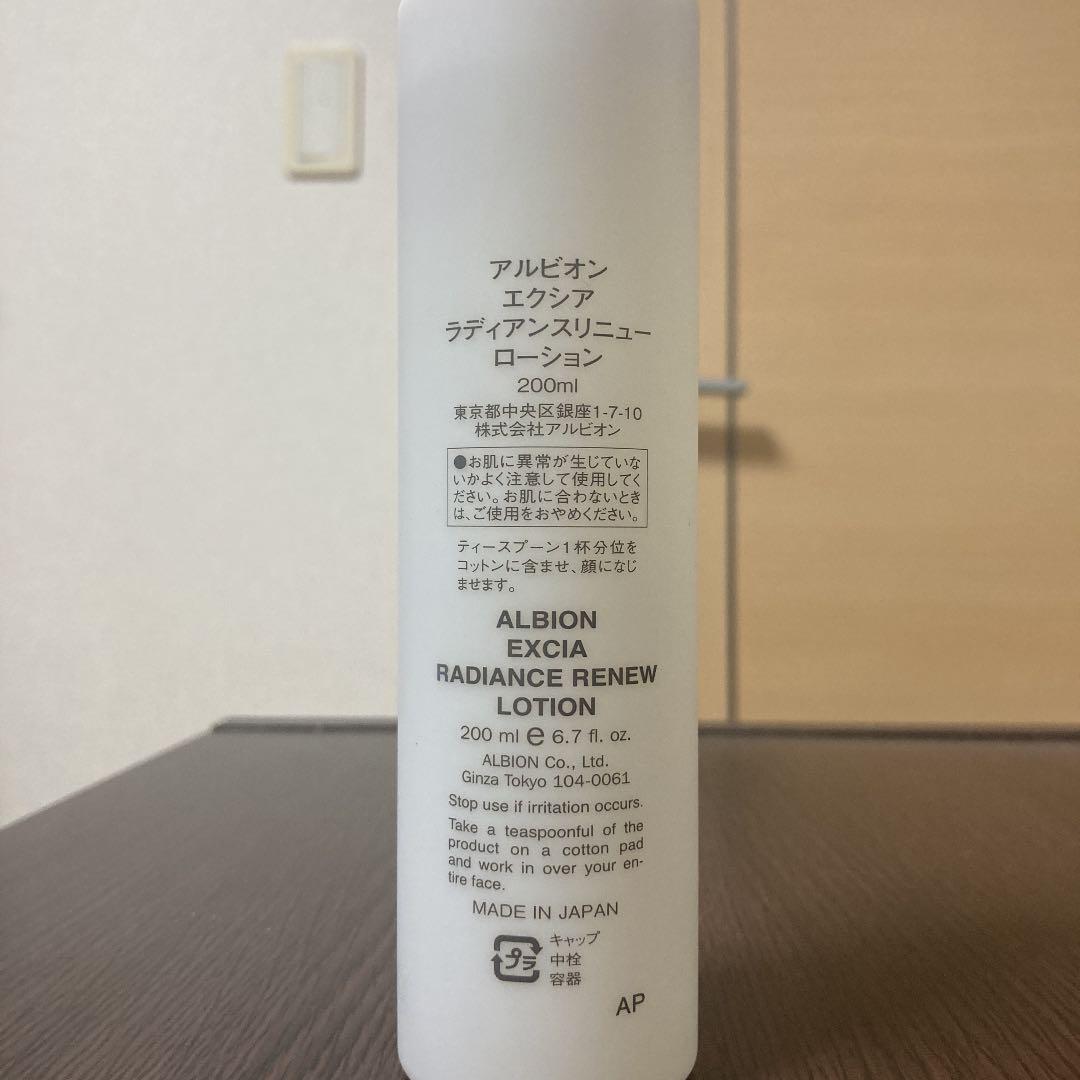 アルビオン
エクシア
ラディアンスリニュー
ローション
200ml
東京都中央区銀座1-7-10
株式会社アルビオン
●お肌に異常が生じていな
いかよく注意して使用してく
ださい。お肌に合わないとき
は、ご使用をおやめください。
ティースプーン1杯分位を
コットンに含ませ、顔になじ
ませます。
ALBION
EXCIA
RADIANCE RENEW
LOTION
200 ml ℮ 6.7 fl. oz.
ALBION Co., Ltd.
Ginza Tokyo 104-0061
Stop use if irritation occurs.
Take a teaspoonful of the
product on a cotton pad
and work in over your en-
tire face.
MADE IN JAPAN
プラ
キャップ
中栓
容器
AP